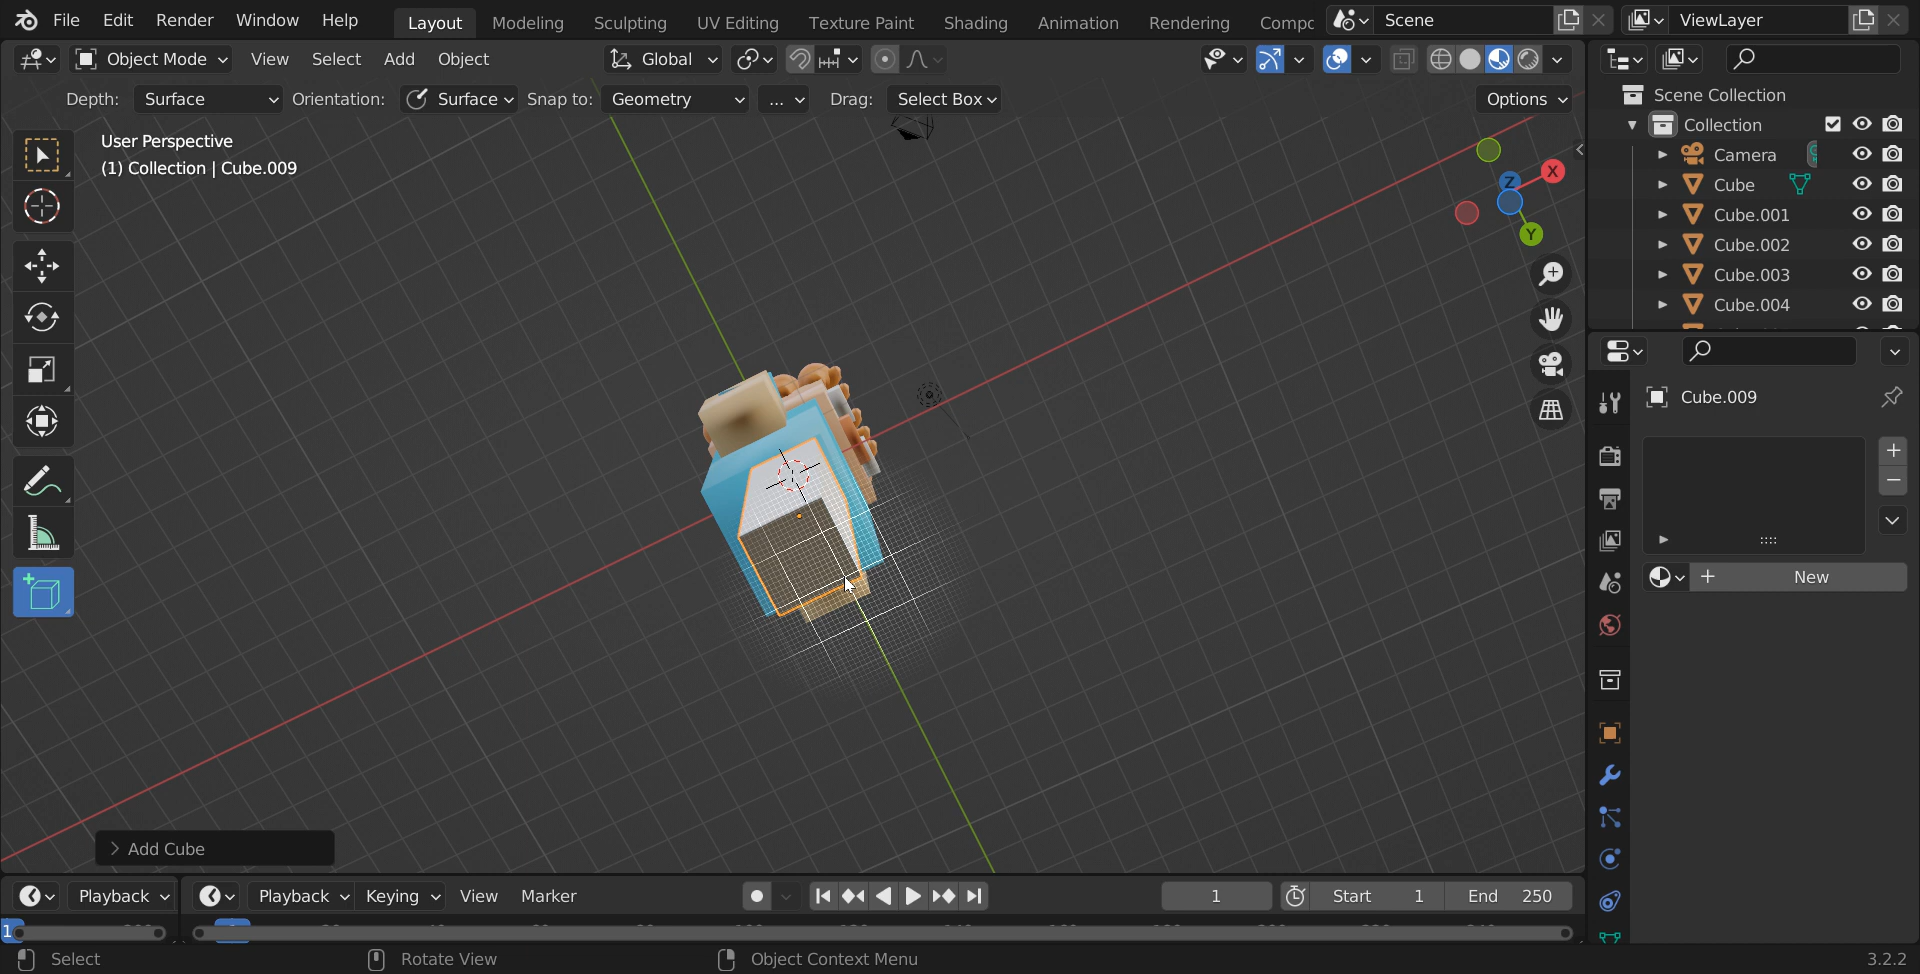 File Edit Render Window Help Layout Modeling Sculpting UV Editing Texture Paint Shading Animation Rendering Compc Scene ViewLayer
Object Mode View Select Add Object Global
Depth: Surface Orientation: Surface Snap to: Geometry ... Drag: Select Box Options
User Perspective
(1) Collection | Cube.009
X
Z
Y
Scene Collection
Collection
Camera
Cube
Cube.001
Cube.002
Cube.003
Cube.004
Cube.009
New
Add Cube
Playback Playback Keying View Marker 1 Start 1 End 250
1
Select Rotate View Object Context Menu 3.2.2